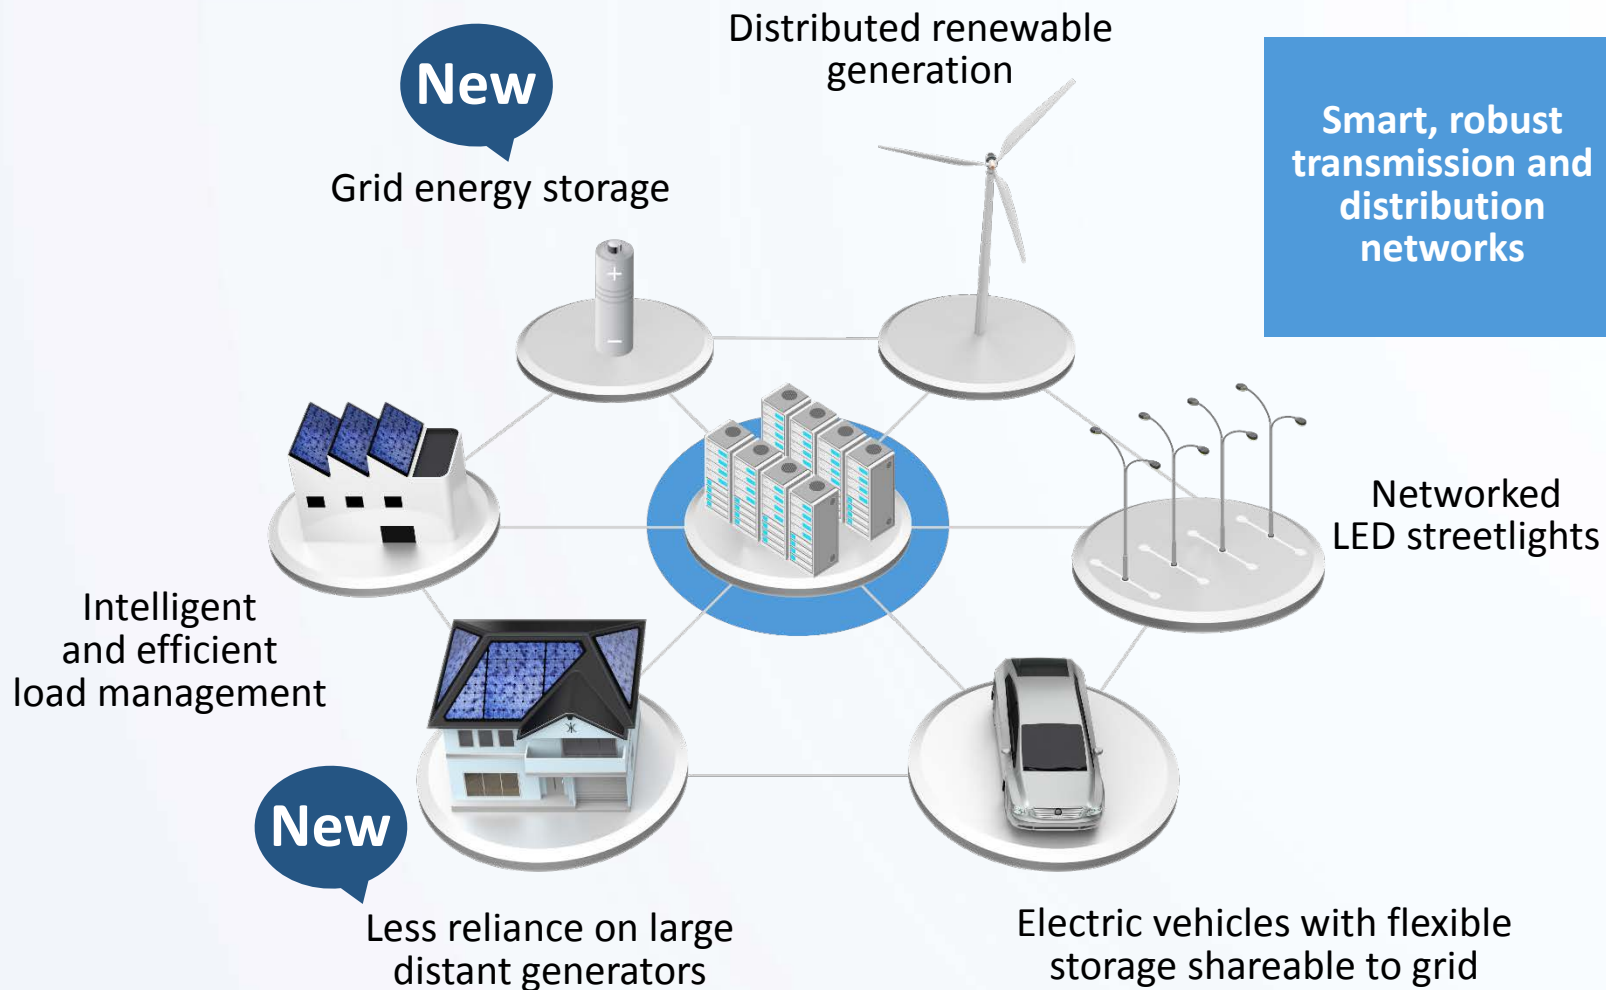 New
Grid energy storage
Distributed renewable
generation
Smart, robust
transmission and
distribution
networks
Networked
LED streetlights
Intelligent
and efficient
load management
New
Less reliance on large
distant generators
Electric vehicles with flexible
storage shareable to grid